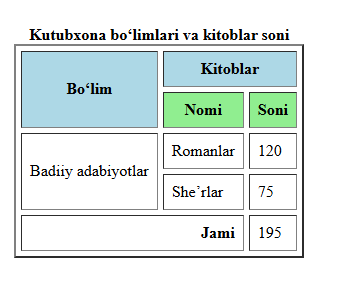 Kutubxona bo‘limlari va kitoblar soni
Bo‘lim
Kitoblar
Nomi Soni
Badiiy adabiyotlar
Romanlar 120
She’rlar 75
Jami 195